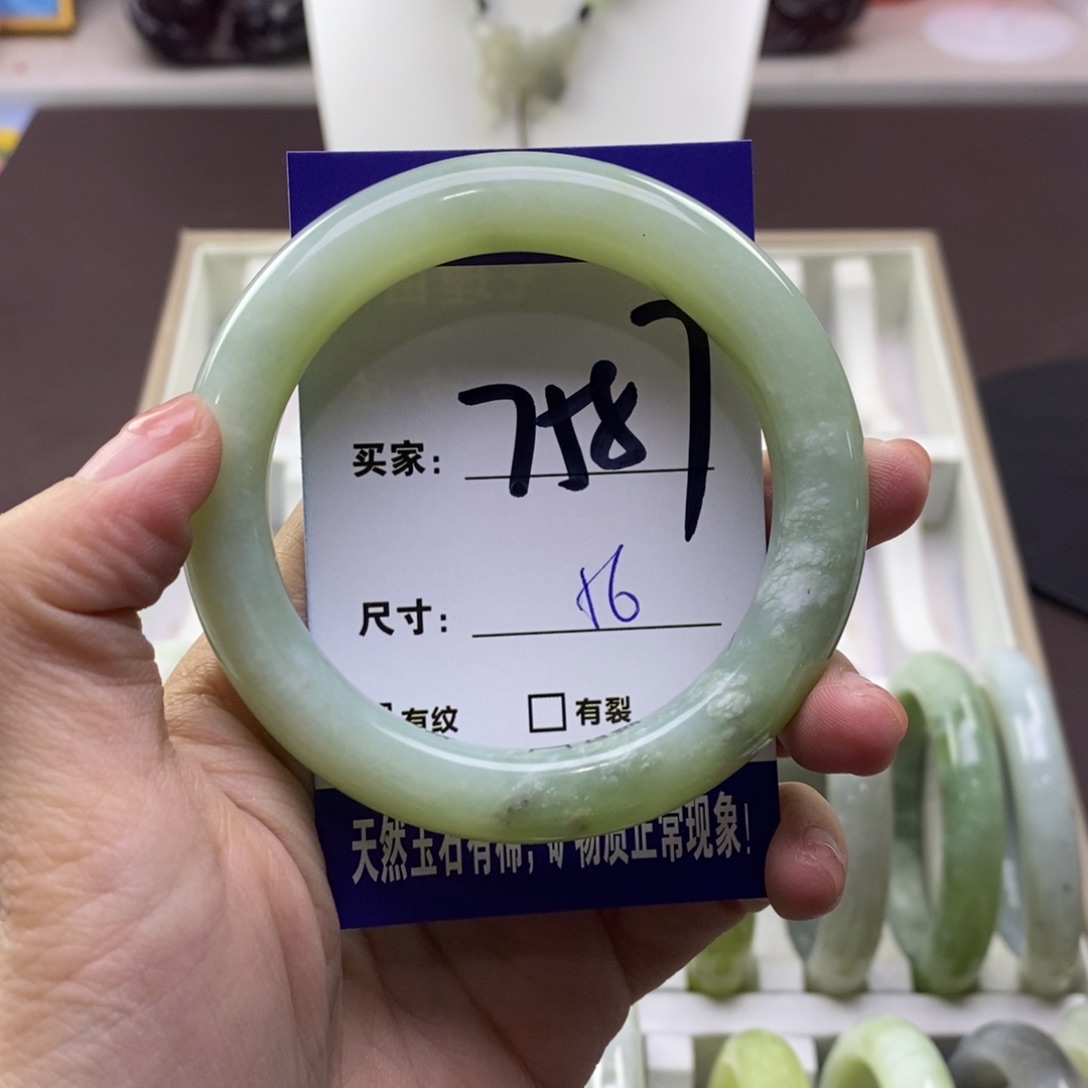 买家： 7587
尺寸： 56
有纹 有裂
天然玉石有棉，矿物质正常现象！